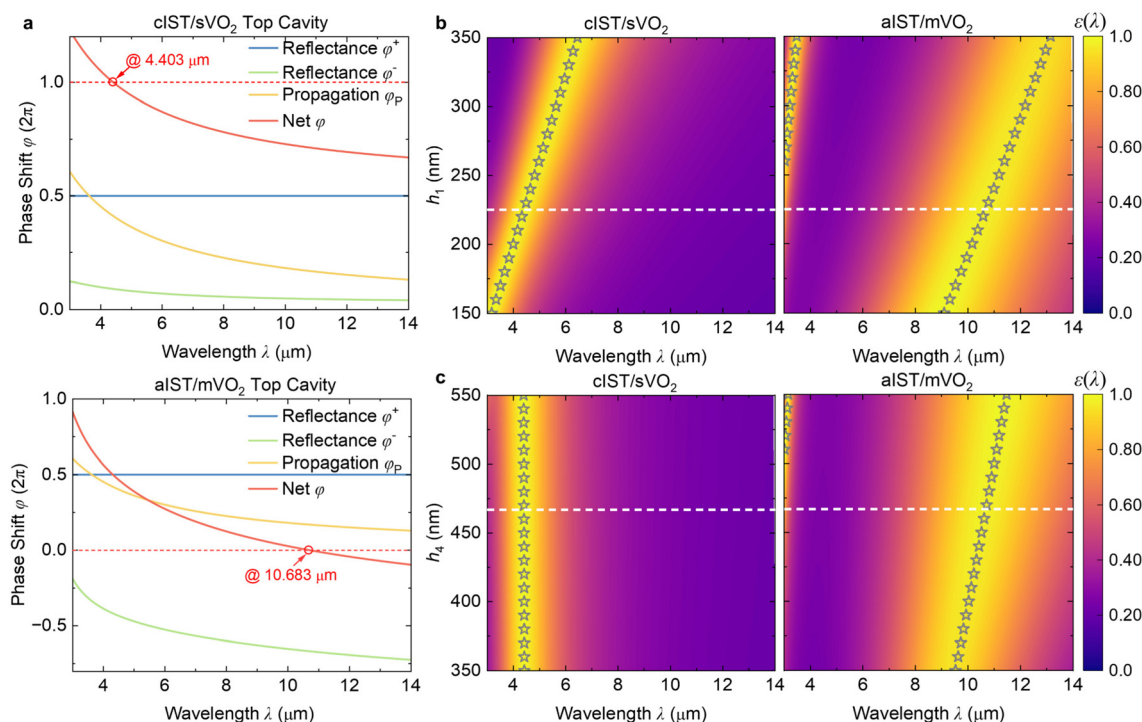 a
cIST/sVO₂ Top Cavity
Reflectance φ⁺
Reflectance φ⁻
Propagation φ_P
Net φ
@ 4.403 μm
1.0
0.5
0.0
Phase Shift φ (2π)
4 6 8 10 12 14
Wavelength λ (μm)
aIST/mVO₂ Top Cavity
Reflectance φ⁺
Reflectance φ⁻
Propagation φ_P
Net φ
@ 10.683 μm
1.0
0.5
0.0
−0.5
Phase Shift φ (2π)
4 6 8 10 12 14
Wavelength λ (μm)
b
cIST/sVO₂
aIST/mVO₂
ε(λ)
350
300
250
200
150
h₁ (nm)
4 6 8 10 12 14
4 6 8 10 12 14
Wavelength λ (μm)
Wavelength λ (μm)
1.0
0.80
0.60
0.40
0.20
0.0
c
cIST/sVO₂
aIST/mVO₂
ε(λ)
550
500
450
400
350
h₄ (nm)
4 6 8 10 12 14
4 6 8 10 12 14
Wavelength λ (μm)
Wavelength λ (μm)
1.0
0.80
0.60
0.40
0.20
0.0